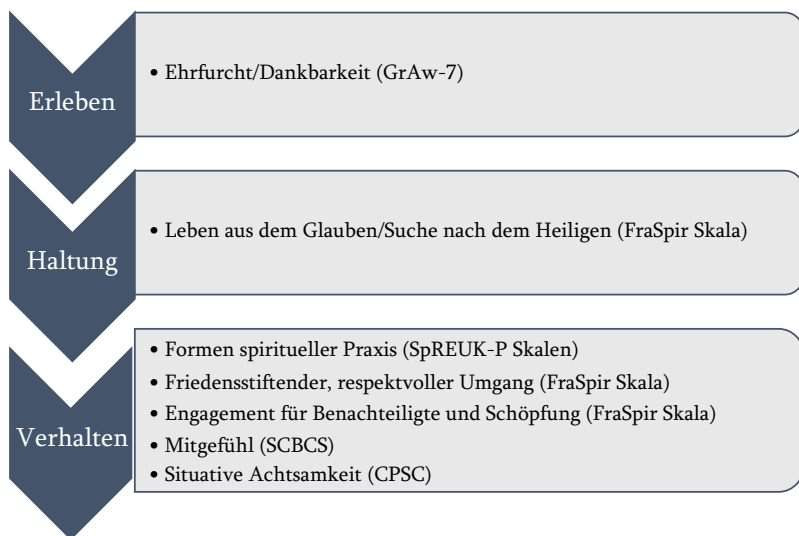 Erleben
• Ehrfurcht/Dankbarkeit (GrAw-7)
Haltung
• Leben aus dem Glauben/Suche nach dem Heiligen (FraSpir Skala)
Verhalten
• Formen spiritueller Praxis (SpREUK-P Skalen)
• Friedensstiftender, respektvoller Umgang (FraSpir Skala)
• Engagement für Benachteiligte und Schöpfung (FraSpir Skala)
• Mitgefühl (SCBCS)
• Situative Achtsamkeit (CPSC)